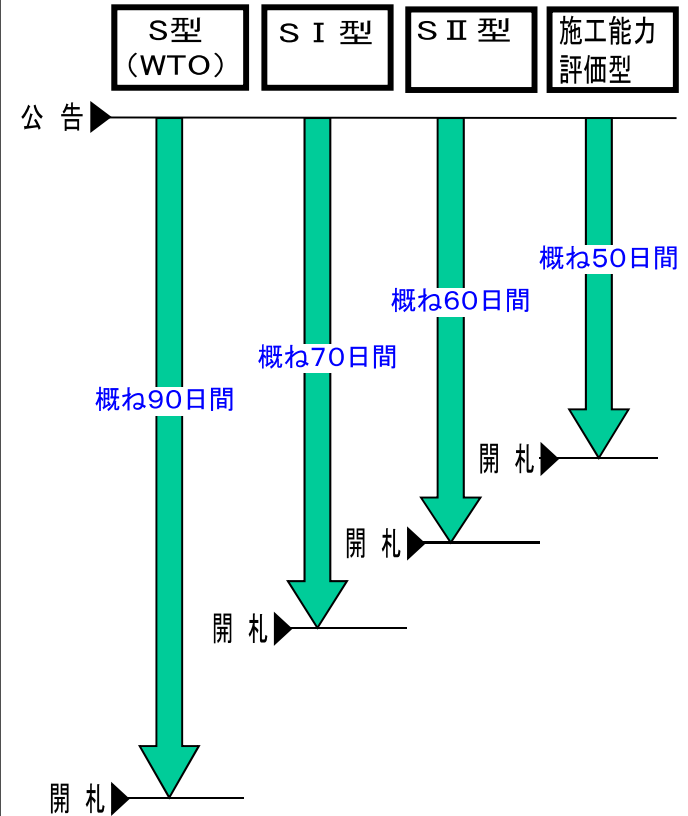 S型
（WTO）
SⅠ型
SⅡ型
施工能力
評価型
公 告
概ね50日間
概ね60日間
概ね70日間
概ね90日間
開 札
開 札
開 札
開 札